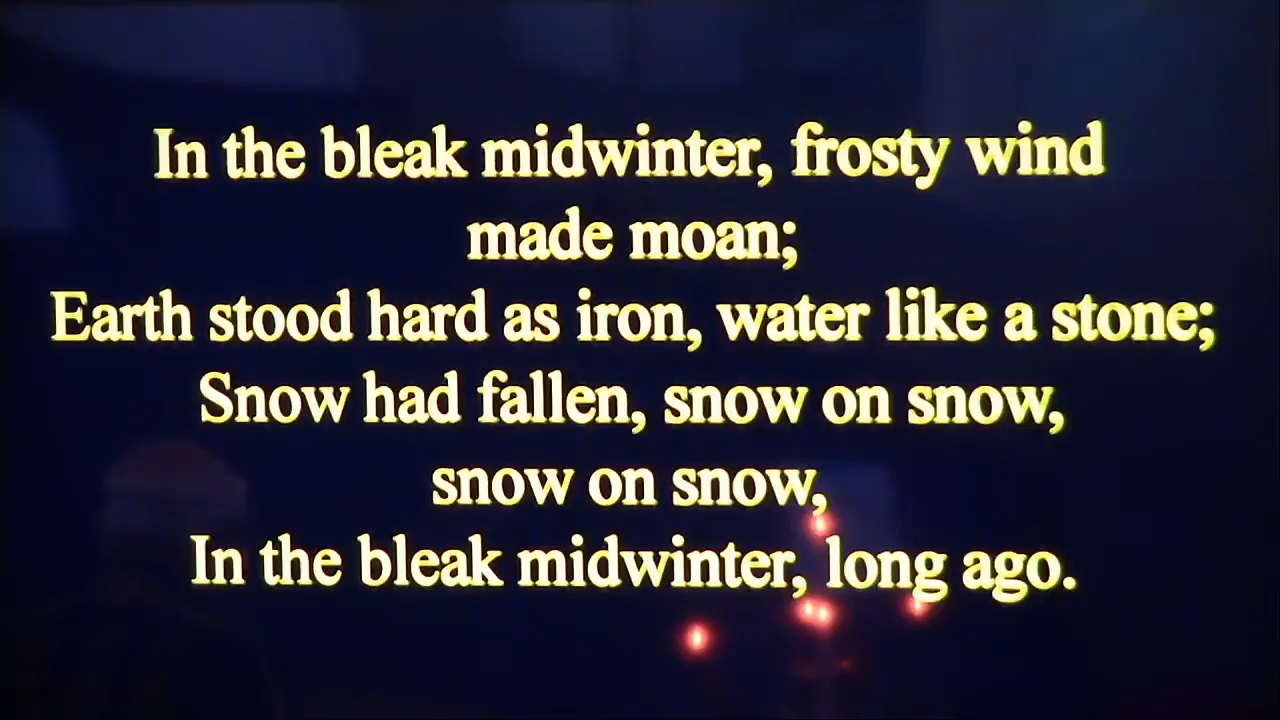 In the bleak midwinter, frosty wind
made moan;
Earth stood hard as iron, water like a stone;
Snow had fallen, snow on snow,
snow on snow,
In the bleak midwinter, long ago.